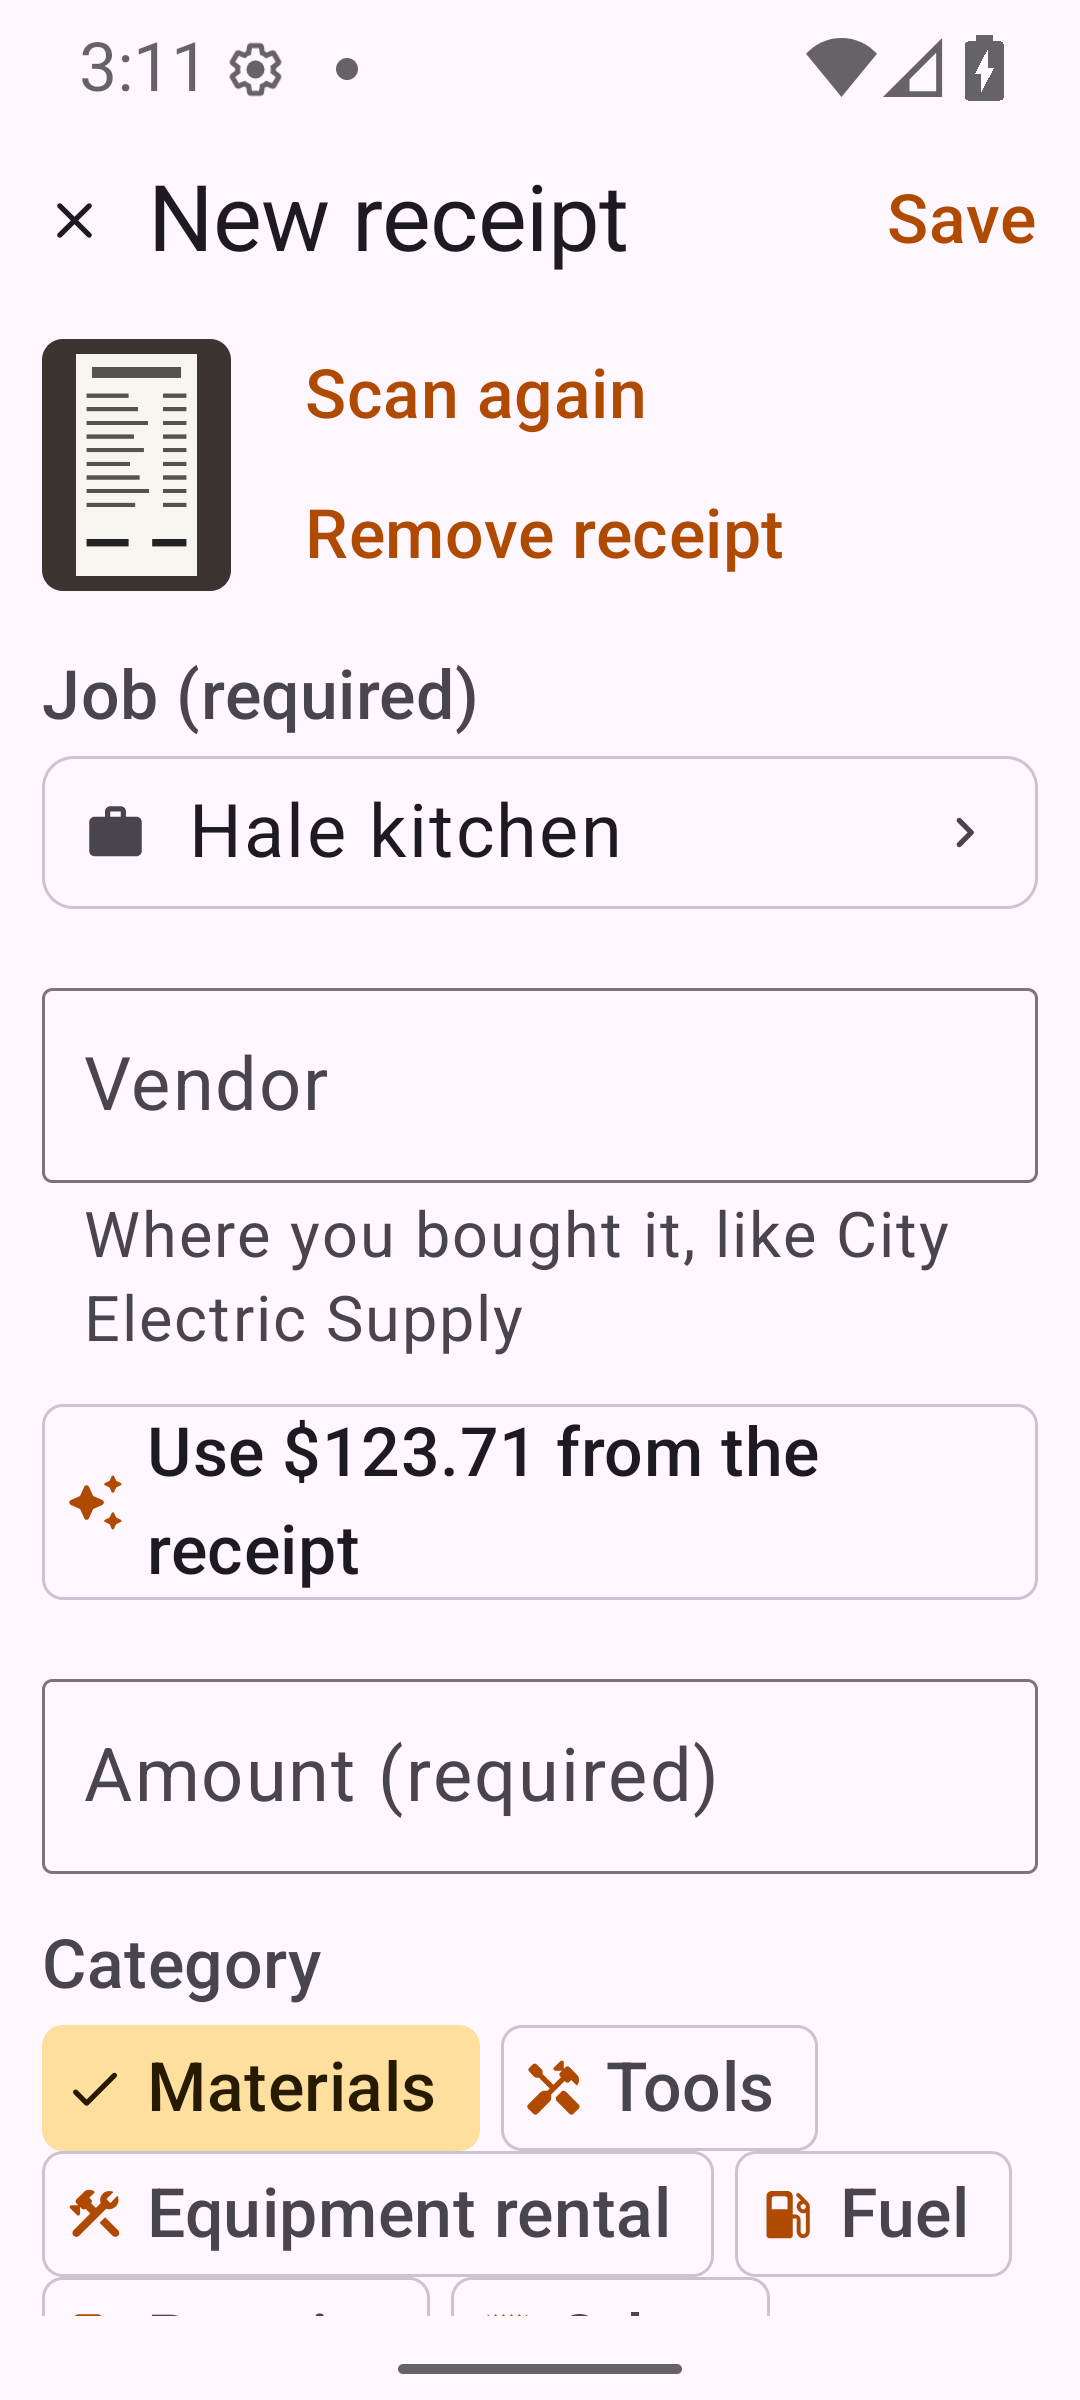 3:11
New receipt
Save
Scan again
Remove receipt
Job (required)
Hale kitchen
Vendor
Where you bought it, like City
Electric Supply
Use $123.71 from the
receipt
Amount (required)
Category
Materials
Tools
Equipment rental
Fuel